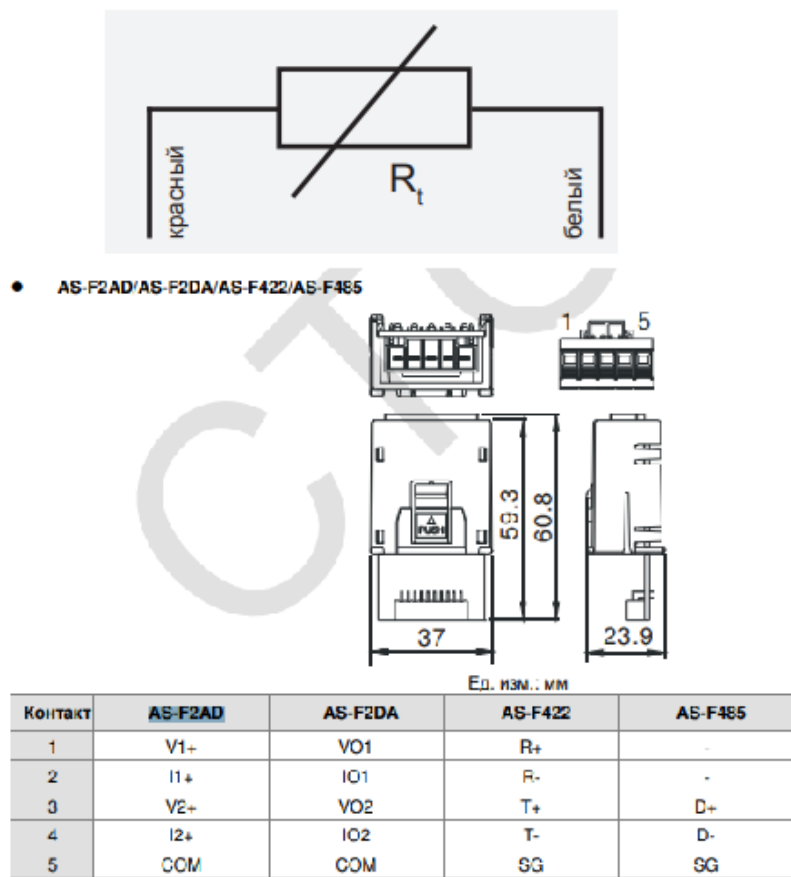 красный
R_t
белый
● AS-F2AD/AS-F2DA/AS-F422/AS-F485
1 5
PUSH
59.3
60.8
37
23.9
Ед. изм.: мм
Контакт AS-F2AD AS-F2DA AS-F422 AS-F485
1 V1+ VO1 R+ -
2 I1+ IO1 R- -
3 V2+ VO2 T+ D+
4 I2+ IO2 T- D-
5 COM COM SG SG